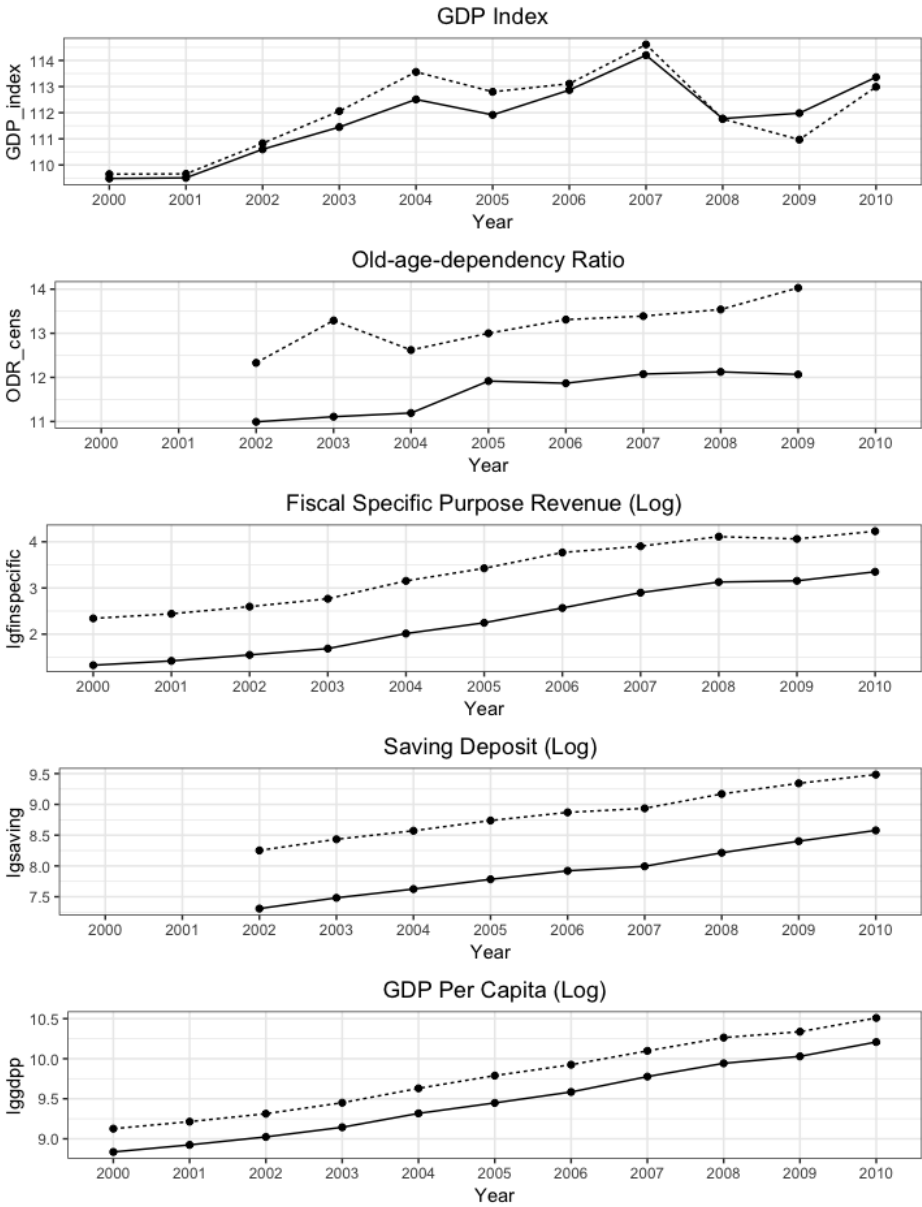 GDP Index
GDP_index
114
113
112
111
110
2000 2001 2002 2003 2004 2005 2006 2007 2008 2009 2010
Year
Old-age-dependency Ratio
ODR_cens
14
13
12
11
2000 2001 2002 2003 2004 2005 2006 2007 2008 2009 2010
Year
Fiscal Specific Purpose Revenue (Log)
lgfinspecific
4
3
2
2000 2001 2002 2003 2004 2005 2006 2007 2008 2009 2010
Year
Saving Deposit (Log)
lgsaving
9.5
9.0
8.5
8.0
7.5
2000 2001 2002 2003 2004 2005 2006 2007 2008 2009 2010
Year
GDP Per Capita (Log)
lggdpp
10.5
10.0
9.5
9.0
2000 2001 2002 2003 2004 2005 2006 2007 2008 2009 2010
Year